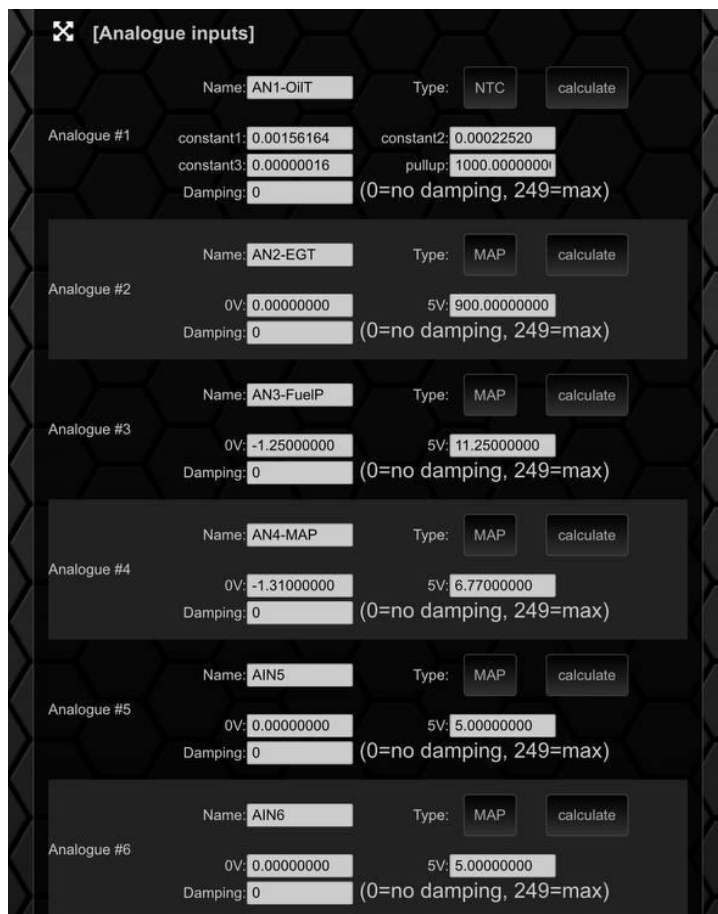 [Analogue inputs]
Name: AN1-OilT Type: NTC calculate
Analogue #1
constant1: 0.00156164 constant2: 0.00022520
constant3: 0.00000016 pullup: 1000.0000000
Damping: 0 (0=no damping, 249=max)
Name: AN2-EGT Type: MAP calculate
Analogue #2
0V: 0.00000000 5V: 900.00000000
Damping: 0 (0=no damping, 249=max)
Name: AN3-FuelP Type: MAP calculate
Analogue #3
0V: -1.25000000 5V: 11.25000000
Damping: 0 (0=no damping, 249=max)
Name: AN4-MAP Type: MAP calculate
Analogue #4
0V: -1.31000000 5V: 6.77000000
Damping: 0 (0=no damping, 249=max)
Name: AIN5 Type: MAP calculate
Analogue #5
0V: 0.00000000 5V: 5.00000000
Damping: 0 (0=no damping, 249=max)
Name: AIN6 Type: MAP calculate
Analogue #6
0V: 0.00000000 5V: 5.00000000
Damping: 0 (0=no damping, 249=max)